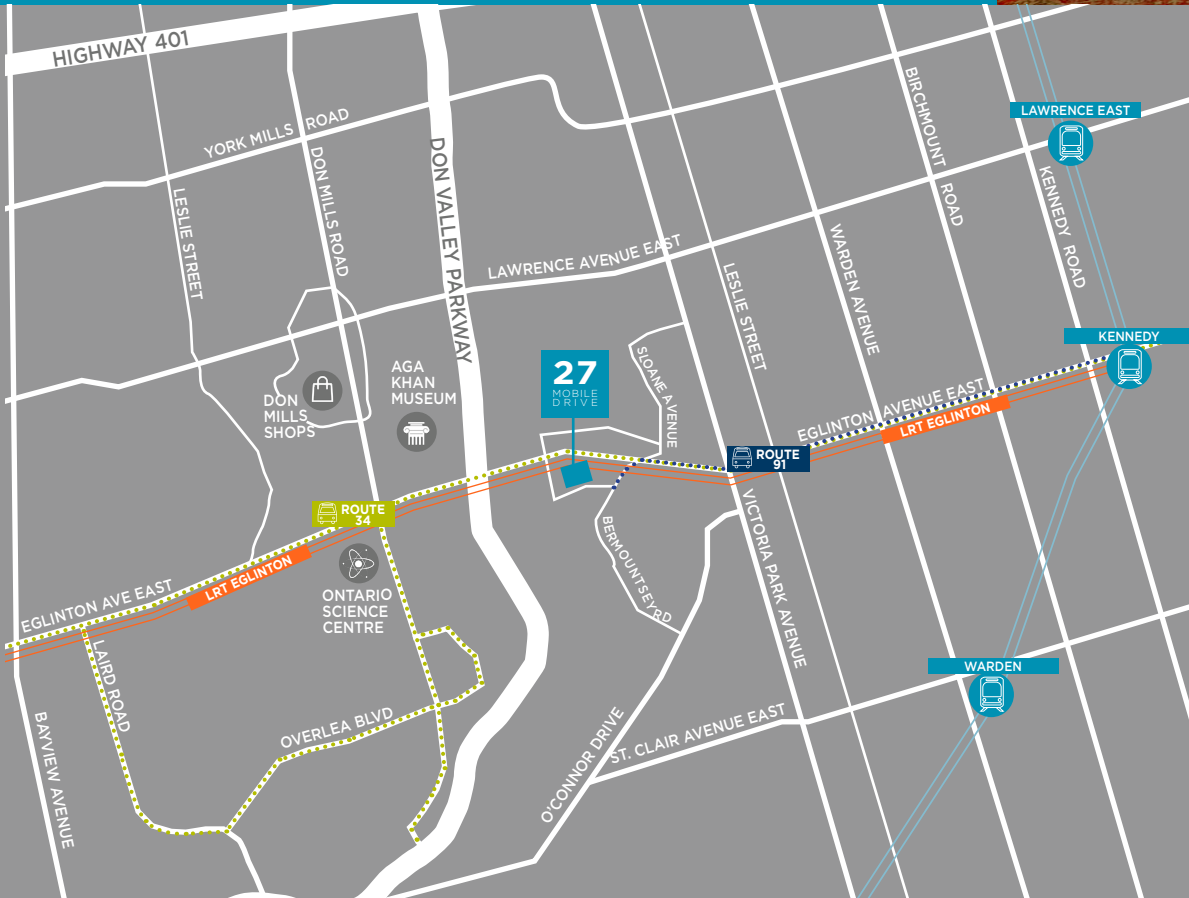 HIGHWAY 401
YORK MILLS ROAD
LESLIE STREET
DON MILLS ROAD
DON VALLEY PARKWAY
LAWRENCE AVENUE EAST
BIRCHMOUNT ROAD
LAWRENCE EAST
KENNEDY ROAD
WARDEN AVENUE
LESLIE STREET
KENNEDY
SLOANE AVENUE
27
MOBILE
DRIVE
AGA
KHAN
MUSEUM
DON
MILLS
SHOPS
EGLINTON AVENUE EAST
LRT EGLINTON
ROUTE
91
ROUTE
34
LRT EGLINTON
EGLINTON AVE EAST
ONTARIO
SCIENCE
CENTRE
BERMOUNTSEYRD
VICTORIA PARK AVENUE
LAIRD ROAD
WARDEN
OVERLEA BLVD
BAYVIEW AVENUE
O'CONNOR DRIVE
ST. CLAIR AVENUE EAST